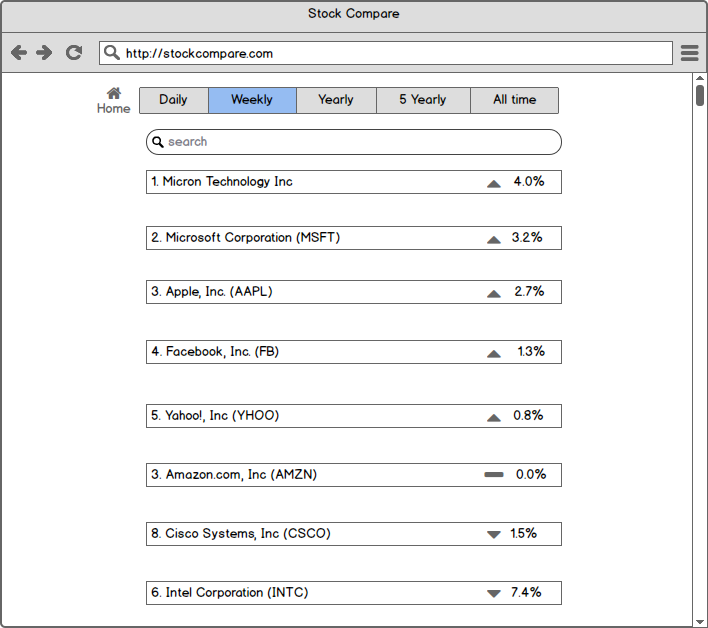 Stock Compare
http://stockcompare.com
Home
Daily
Weekly
Yearly
5 Yearly
All time
search
1. Micron Technology Inc 4.0%
2. Microsoft Corporation (MSFT) 3.2%
3. Apple, Inc. (AAPL) 2.7%
4. Facebook, Inc. (FB) 1.3%
5. Yahoo!, Inc (YHOO) 0.8%
3. Amazon.com, Inc (AMZN) 0.0%
8. Cisco Systems, Inc (CSCO) 1.5%
6. Intel Corporation (INTC) 7.4%